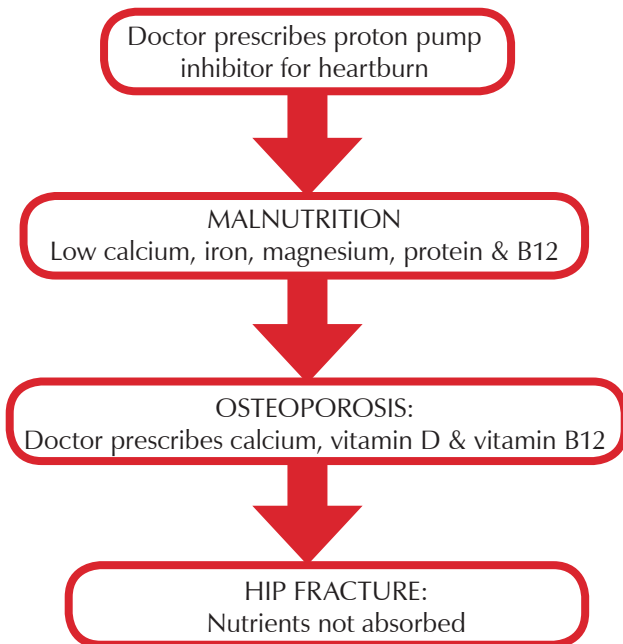 Doctor prescribes proton pump
inhibitor for heartburn
MALNUTRITION
Low calcium, iron, magnesium, protein & B12
OSTEOPOROSIS:
Doctor prescribes calcium, vitamin D & vitamin B12
HIP FRACTURE:
Nutrients not absorbed